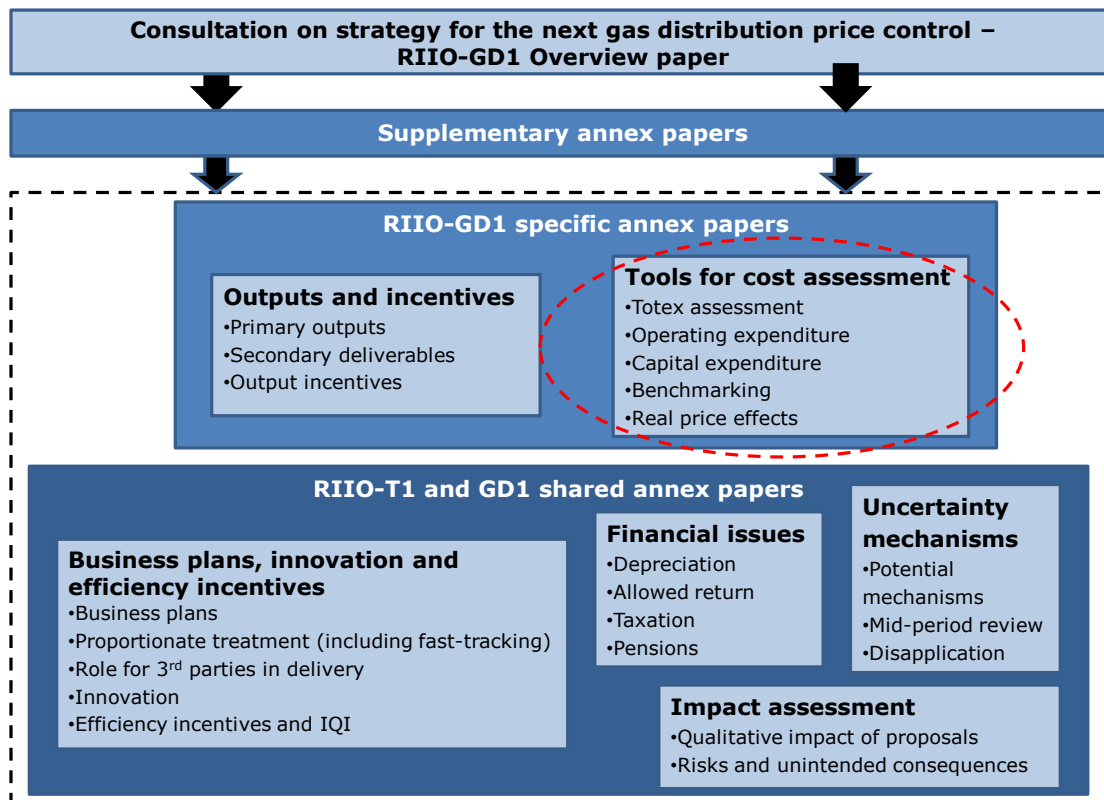 Consultation on strategy for the next gas distribution price control –
RIIO-GD1 Overview paper
Supplementary annex papers
RIIO-GD1 specific annex papers
Outputs and incentives
•Primary outputs
•Secondary deliverables
•Output incentives
Tools for cost assessment
•Totex assessment
•Operating expenditure
•Capital expenditure
•Benchmarking
•Real price effects
RIIO-T1 and GD1 shared annex papers
Business plans, innovation and
efficiency incentives
•Business plans
•Proportionate treatment (including fast-tracking)
•Role for 3rd parties in delivery
•Innovation
•Efficiency incentives and IQI
Financial issues
•Depreciation
•Allowed return
•Taxation
•Pensions
Uncertainty
mechanisms
•Potential
mechanisms
•Mid-period review
•Disapplication
Impact assessment
•Qualitative impact of proposals
•Risks and unintended consequences